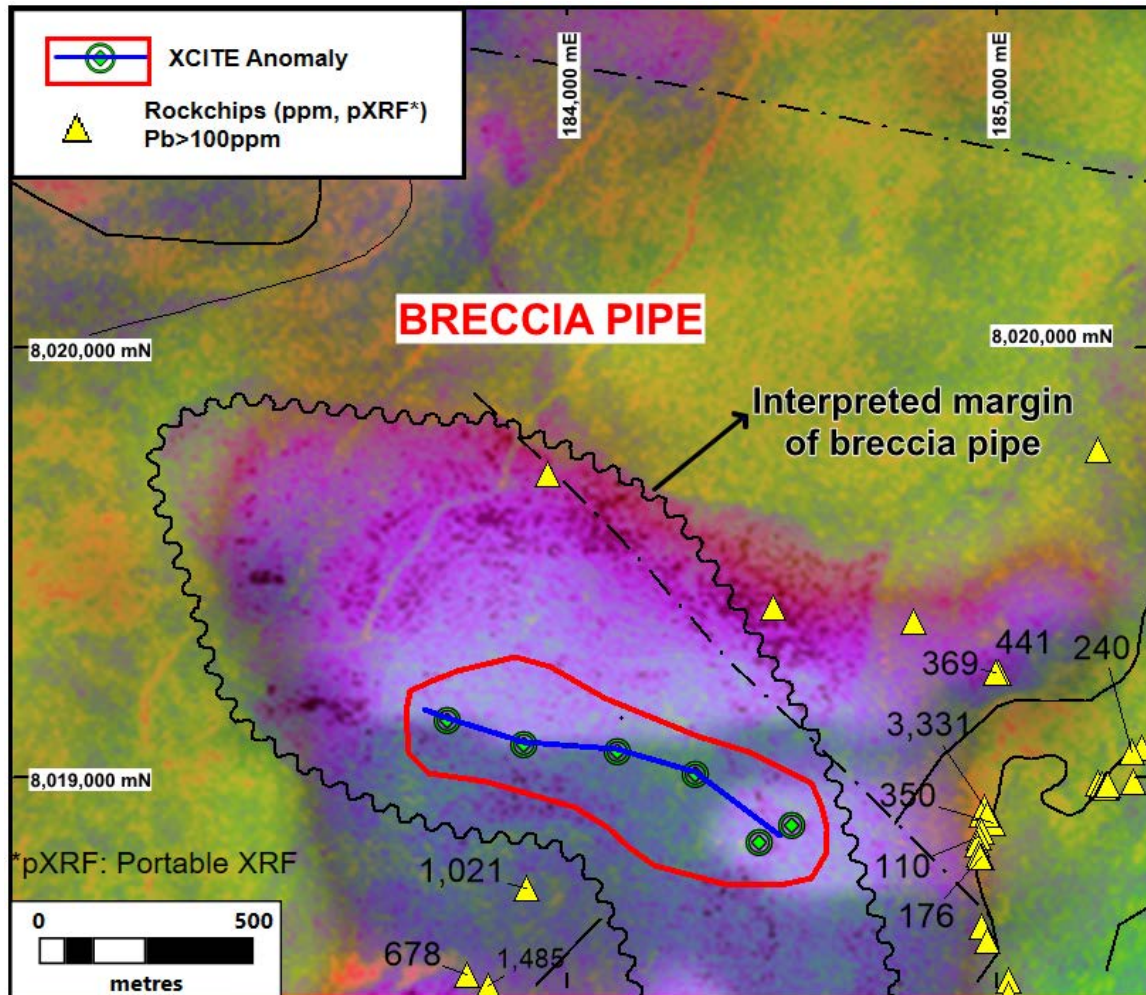 XCITE Anomaly
Rockchips (ppm, pXRF*)
Pb>100ppm
184,000 mE
185,000 mE
BRECCIA PIPE
8,020,000 mN
8,020,000 mN
Interpreted margin
of breccia pipe
441
240
369
3,331
8,019,000 mN
350
*pXRF: Portable XRF
110
1,021
176
0
500
678
1,485
metres